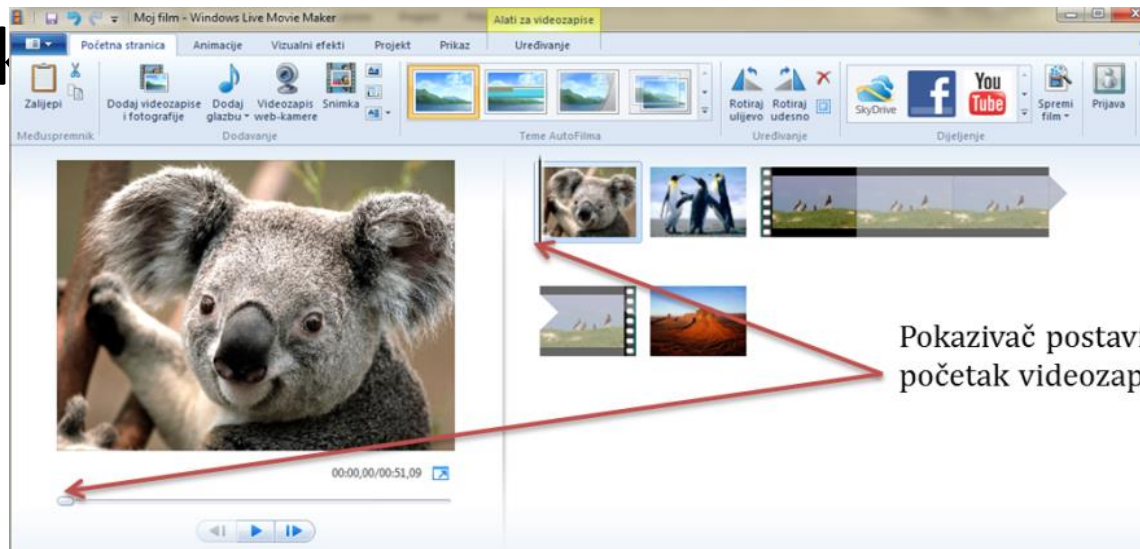 Moj film - Windows Live Movie Maker
Alati za videozapise
Početna stranica Animacije Vizualni efekti Projekt Prikaz Uređivanje
Zalijepi
Dodaj videozapise i fotografije
Dodaj glazbu
Videozapis web-kamere
Snimka
Rotiraj ulijevo
Rotiraj udesno
SkyDrive
f
You Tube
Spremi film
Prijava
Međuspremnik Dodavanje Teme AutoFilma Uređivanje Dijeljenje
Pokazivač postavi
početak videozap
00:00,00/00:51,09